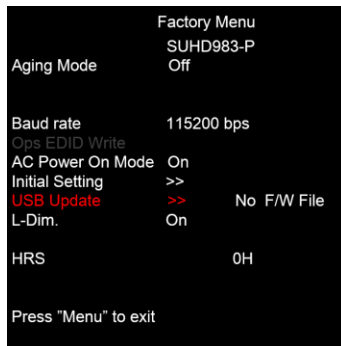 Factory Menu
SUHD983-P
Aging Mode Off
Baud rate 115200 bps
Ops EDID Write
AC Power On Mode On
Initial Setting >>
USB Update >> No F/W File
L-Dim. On
HRS 0H
Press "Menu" to exit